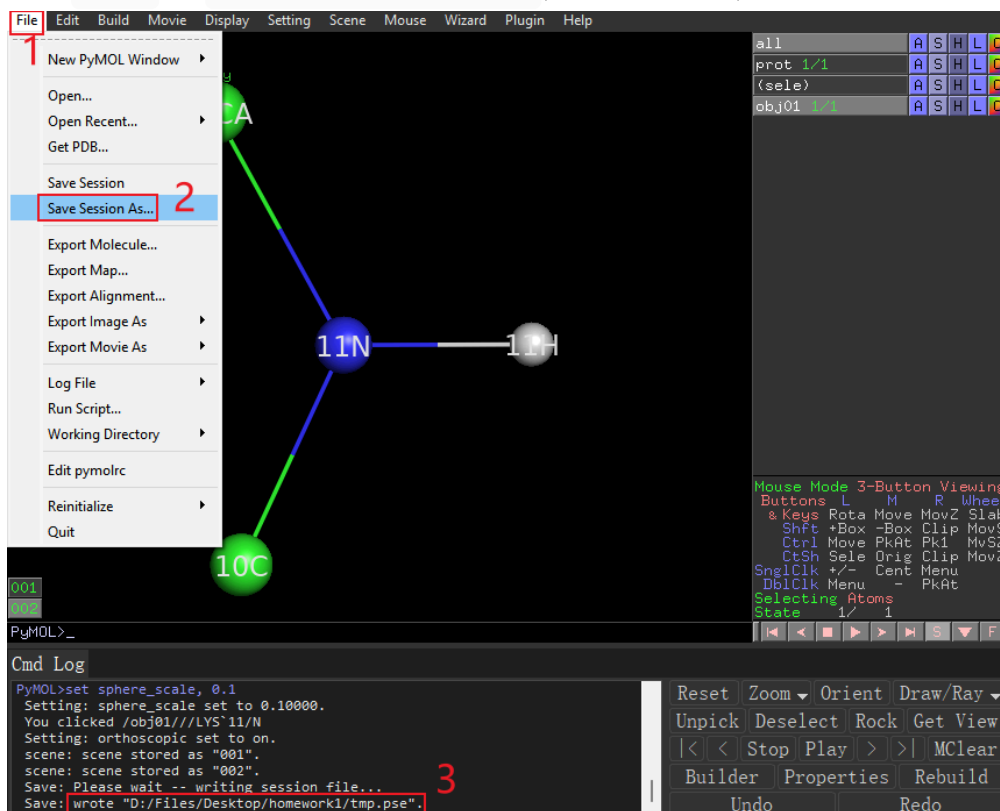 File Edit Build Movie Display Setting Scene Mouse Wizard Plugin Help
1
New PyMOL Window
Open...
Open Recent...
Get PDB...
Save Session
Save Session As... 2
Export Molecule...
Export Map...
Export Alignment...
Export Image As
Export Movie As
Log File
Run Script...
Working Directory
Edit pymolrc
Reinitialize
Quit
y
CA
11N 11H
10C
001
002
all A S H L
prot 1/1 A S H L
(sele) A S H L
obj01 1/1 A S H L
Mouse Mode 3-Button Viewing
Buttons L M R Whee
& Keys Rota Move MovZ Slab
Shft +Box -Box Clip MovS
Ctrl Move PkAt Pk1 MvSZ
CtSh Sele Orig Clip MovZ
SnglClk +/- Cent Menu
DblClk Menu - PkAt
Selecting Atoms
State 1/ 1
PyMOL>_
S F
Cmd Log
PyMOL>set sphere_scale, 0.1
Setting: sphere_scale set to 0.10000.
You clicked /obj01///LYS`11/N
Setting: orthoscopic set to on.
scene: scene stored as "001".
scene: scene stored as "002".
Save: Please wait -- writing session file...
Save: wrote "D:/Files/Desktop/homework1/tmp.pse".
3
Reset Zoom Orient Draw/Ray
Unpick Deselect Rock Get View
|< < Stop Play > >| MClear
Builder Properties Rebuild
Undo Redo